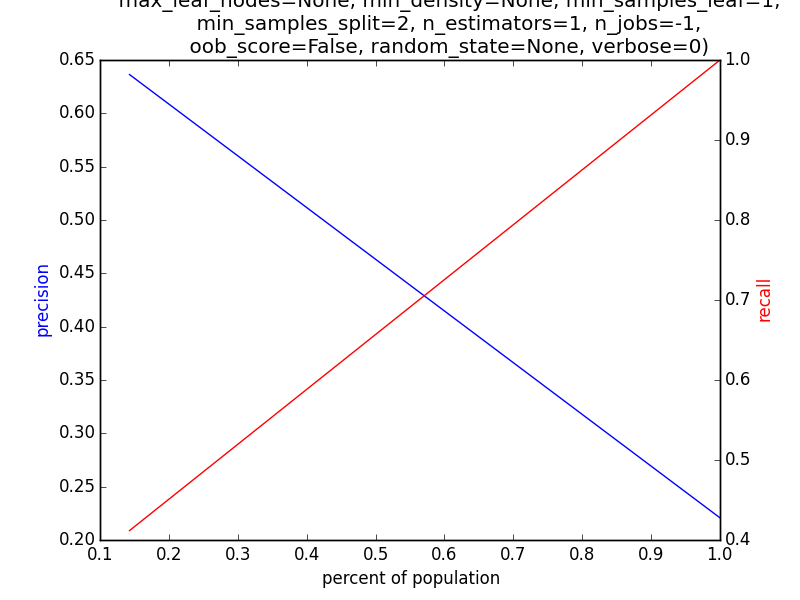 max_leaf_nodes=None, min_density=None, min_samples_leaf=1,
min_samples_split=2, n_estimators=1, n_jobs=-1,
oob_score=False, random_state=None, verbose=0)
0.65
0.60
0.55
0.50
0.45
0.40
0.35
0.30
0.25
0.20
precision
1.0
0.9
0.8
0.7
0.6
0.5
0.4
recall
0.1 0.2 0.3 0.4 0.5 0.6 0.7 0.8 0.9 1.0
percent of population